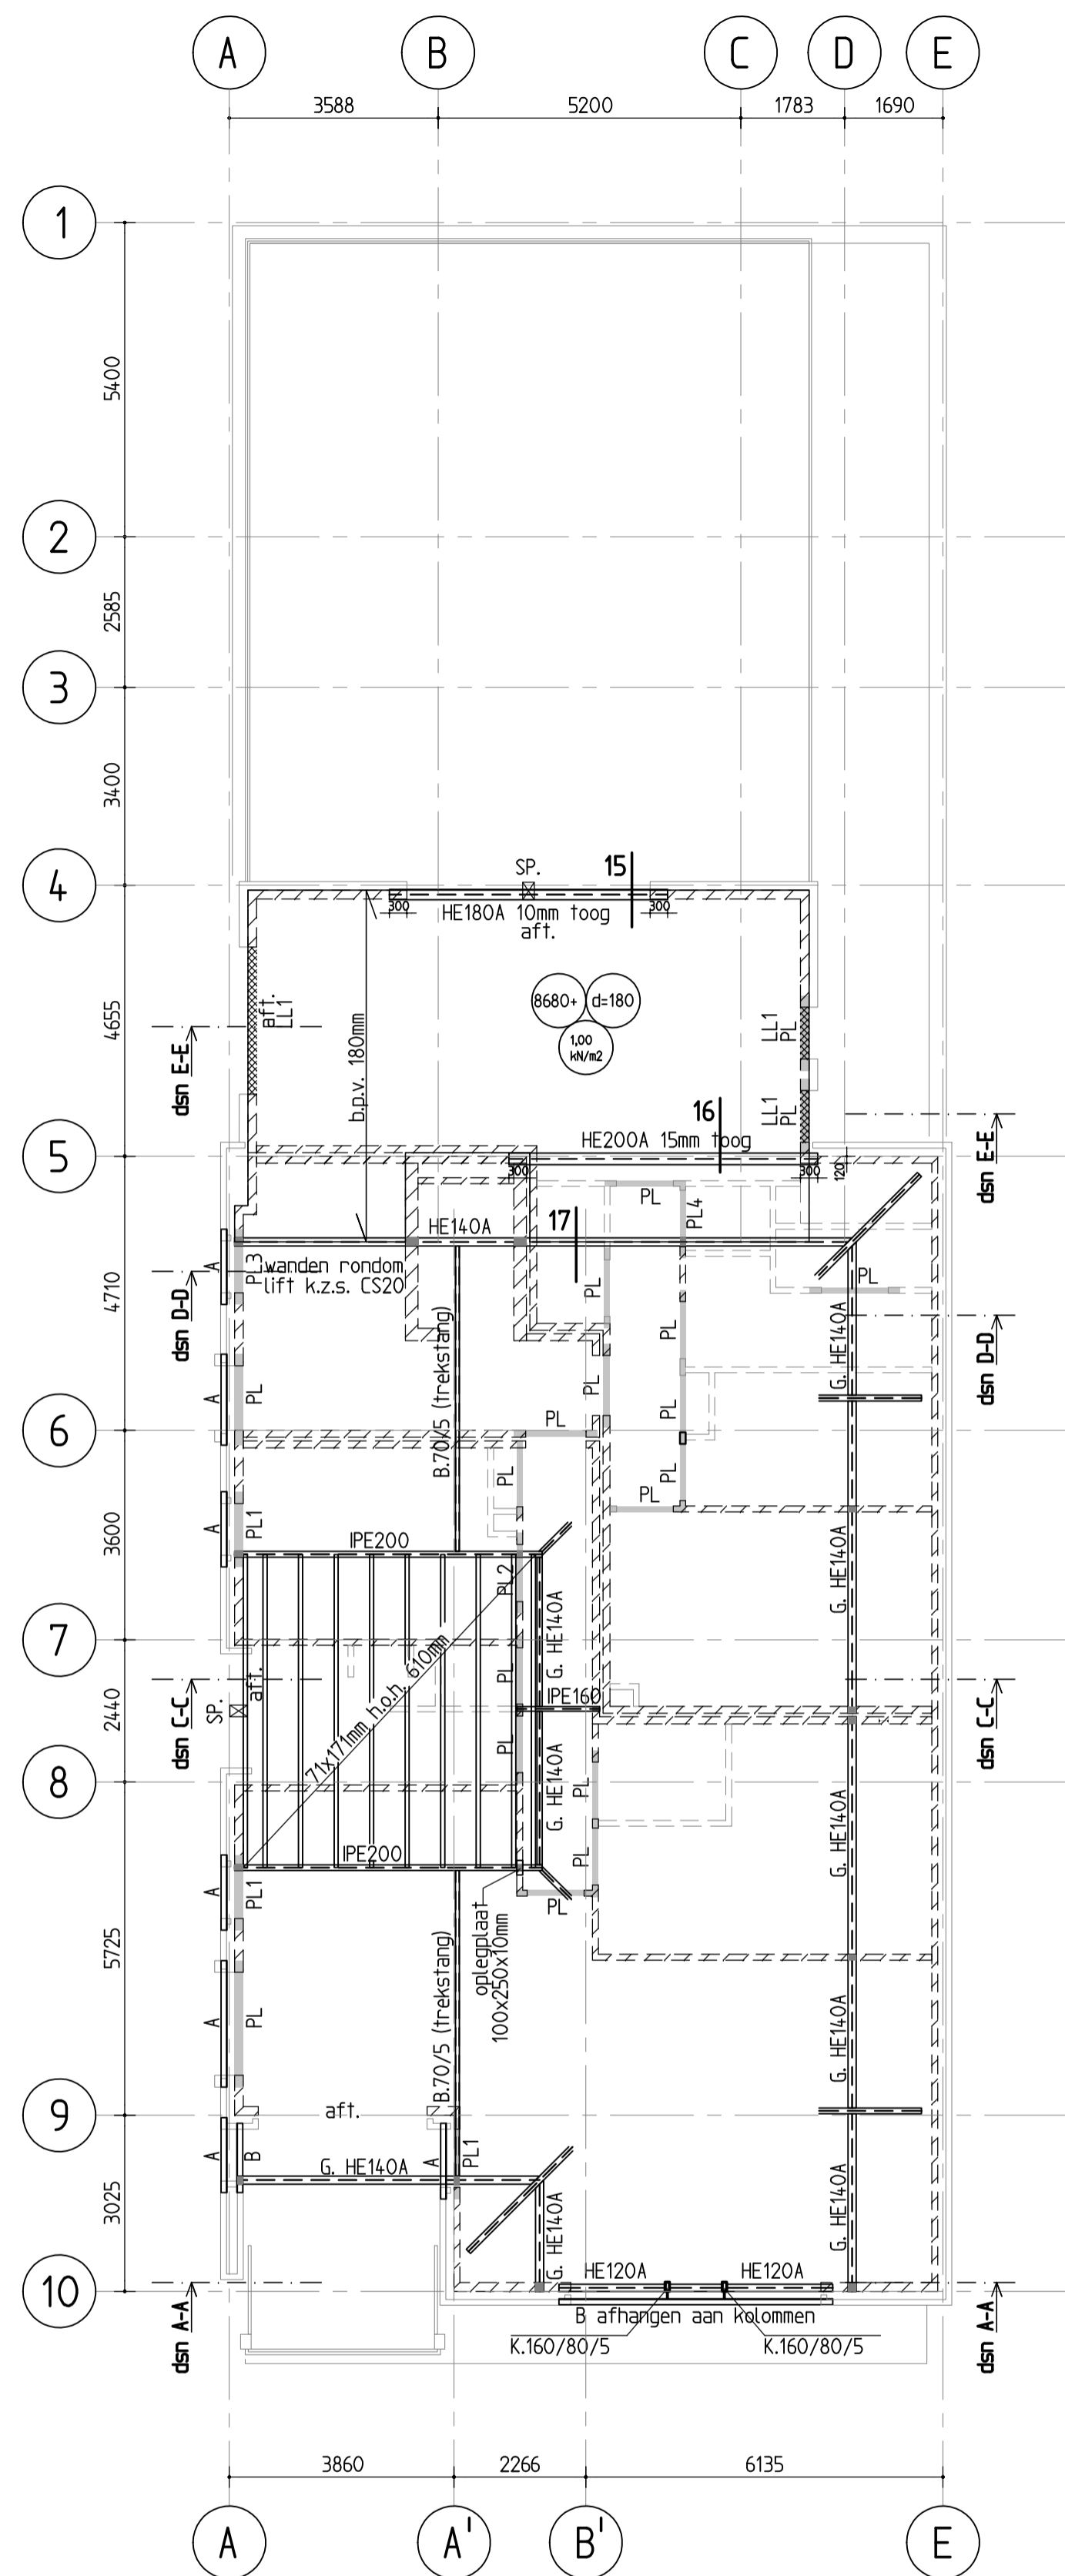 A
B
C
D
E
3588
5200
1783
1690
1
5400
2
2585
3
3400
4
SP.
15
300
HE180A 10mm toog
300
aft.
8680+
d=180
1,00
kN/m2
4655
aft.
LL1
b.p.v. 180mm
LL1
PL
dsn E-E
16
LL1
PL
HE200A 15mm toog
dsn E-E
5
300
300
120
PL
PL4
17
HE140A
A
PL3
wanden rondom
lift k.z.s. CS20
4710
dsn D-D
PL
PL
G. HE140A
PL
dsn D-D
A
PL
B.70/5 (trekstang)
PL
6
PL
PL
PL
PL
3600
A
PL1
IPE200
G. HE140A
PL2
G. HE140A
7
71x171mm h.o.h. 610mm
PL
2440
dsn C-C
SP.
aft.
IPE160
dsn C-C
PL
G. HE140A
PL
G. HE140A
8
IPE200
PL
A
PL1
PL
oplegplaat
100x250x10mm
5725
A
PL
B.70/5 (trekstang)
G. HE140A
9
aft.
A
B
A
PL1
G. HE140A
3025
G. HE140A
G. HE140A
10
HE120A
HE120A
B afhangen aan kolommen
K.160/80/5
K.160/80/5
dsn A-A
dsn A-A
3860
2266
6135
A
A'
B'
E